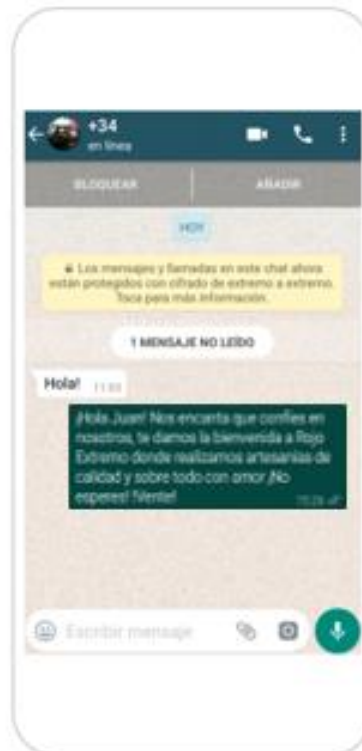 +34
en línea
BLOQUEAR AÑADIR
HOY
Los mensajes y llamadas en este chat ahora
están protegidos con cifrado de extremo a extremo.
Toca para más información.
1 MENSAJE NO LEÍDO
Hola!
¡Hola Juan! Nos encanta que confíes en
nosotros, te damos la bienvenida a Rojo
Extremo donde realizamos artesanías de
calidad y sobre todo con amor ¡No
esperes! !Vente!
Escribir mensaje